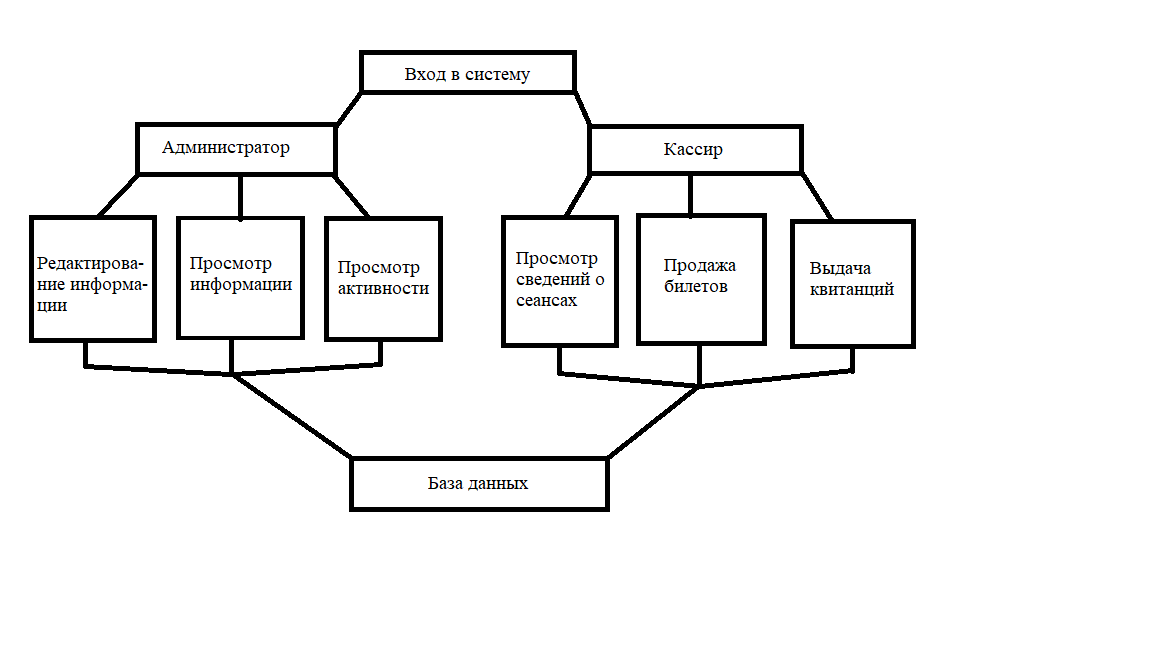 Вход в систему
Администратор
Кассир
Редактирова-
ние информа-
ции
Просмотр
информации
Просмотр
активности
Просмотр
сведений о
сеансах
Продажа
билетов
Выдача
квитанций
База данных